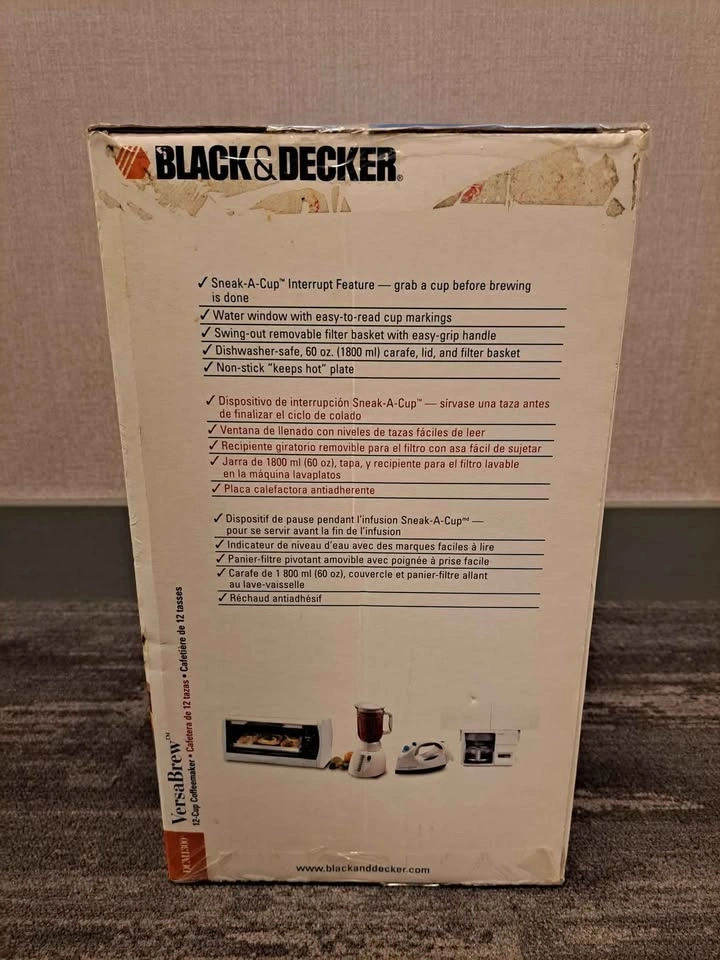 BLACK&DECKER®
✓ Sneak-A-Cup™ Interrupt Feature — grab a cup before brewing
is done
✓ Water window with easy-to-read cup markings
✓ Swing-out removable filter basket with easy-grip handle
✓ Dishwasher-safe, 60 oz. (1800 ml) carafe, lid, and filter basket
✓ Non-stick "keeps hot" plate
✓ Dispositivo de interrupción Sneak-A-Cup™ — sírvase una taza antes
de finalizar el ciclo de colado
✓ Ventana de llenado con niveles de tazas fáciles de leer
✓ Recipiente giratorio removible para el filtro con asa fácil de sujetar
✓ Jarra de 1800 ml (60 oz), tapa, y recipiente para el filtro lavable
en la máquina lavaplatos
✓ Placa calefactora antiadherente
✓ Dispositif de pause pendant l'infusion Sneak-A-Cupᵐᵈ —
pour se servir avant la fin de l'infusion
✓ Indicateur de niveau d'eau avec des marques faciles à lire
✓ Panier-filtre pivotant amovible avec poignée à prise facile
✓ Carafe de 1 800 ml (60 oz), couvercle et panier-filtre allant
au lave-vaisselle
✓ Réchaud antiadhésif
VersaBrew™
12-Cup Coffeemaker • Cafetera de 12 tazas • Cafetière de 12 tasses
www.blackanddecker.com